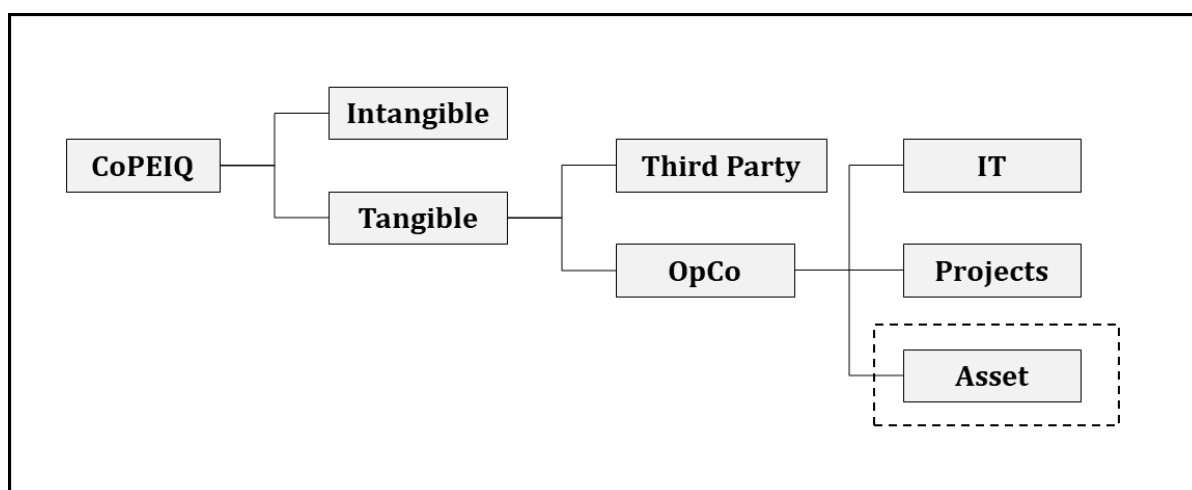 CoPEIQ
Intangible
Tangible
Third Party
OpCo
IT
Projects
Asset